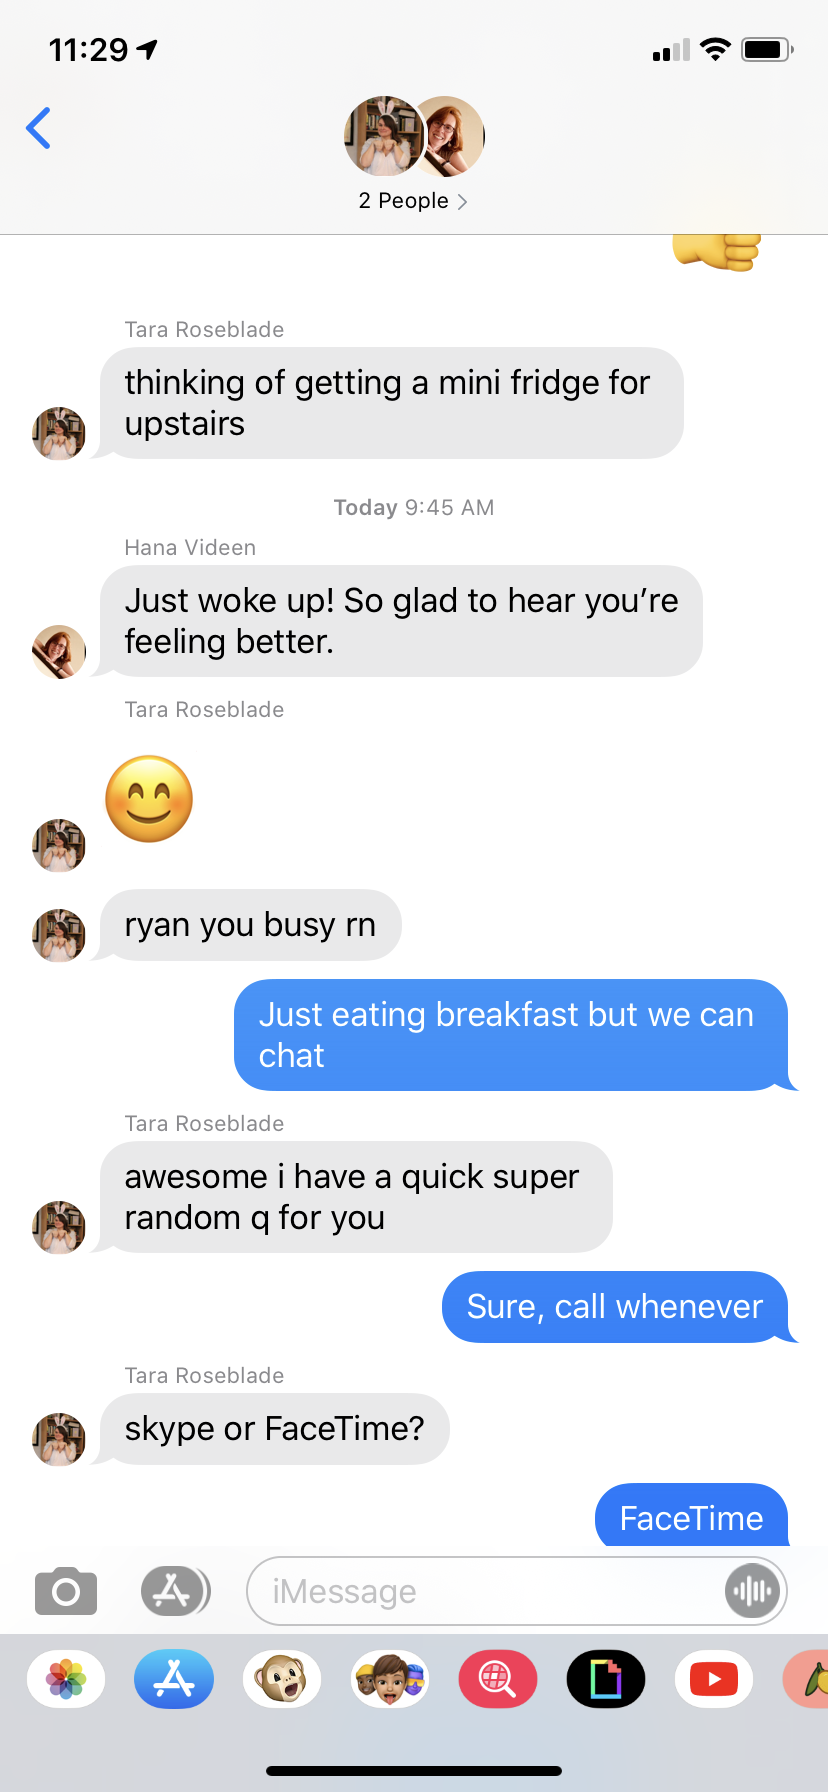 11:29
2 People
Tara Roseblade
thinking of getting a mini fridge for
upstairs
Today 9:45 AM
Hana Videen
Just woke up! So glad to hear you’re
feeling better.
Tara Roseblade
ryan you busy rn
Just eating breakfast but we can
chat
Tara Roseblade
awesome i have a quick super
random q for you
Sure, call whenever
Tara Roseblade
skype or FaceTime?
FaceTime
iMessage